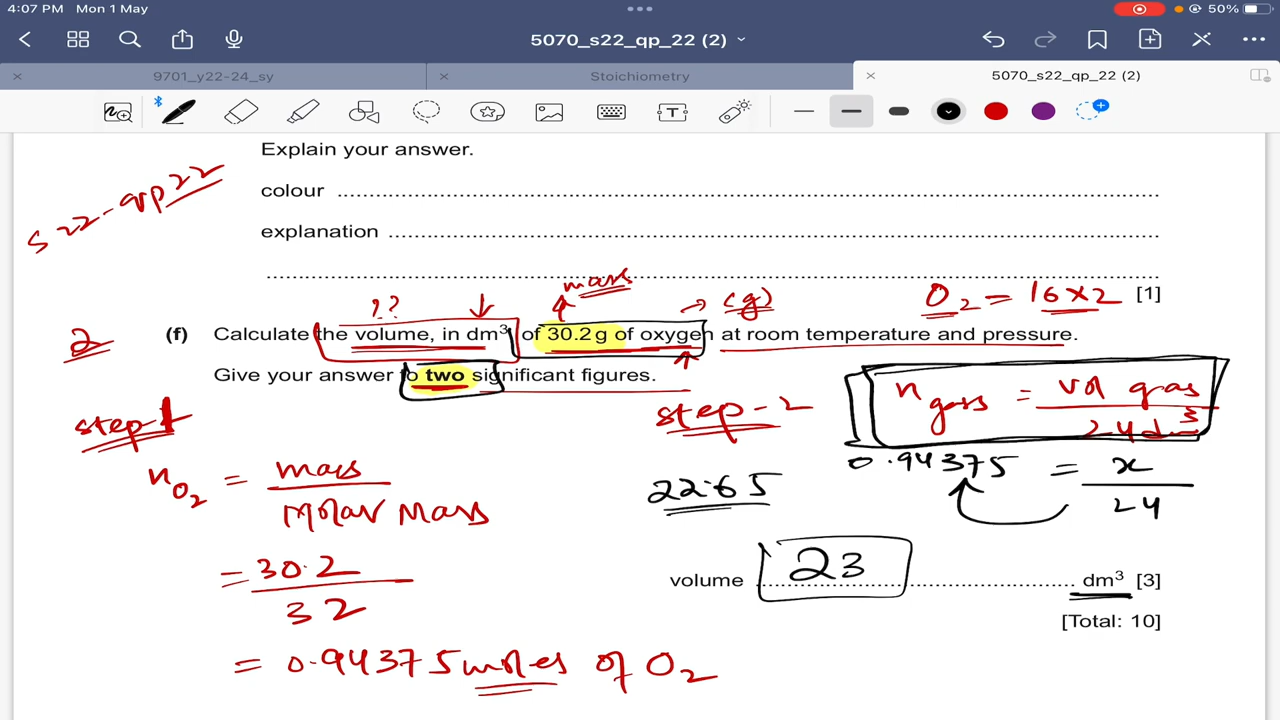 4:07 PM Mon 1 May
50%
5070_s22_qp_22 (2)
9701_y22-24_sy
Stoichiometry
5070_s22_qp_22 (2)
Explain your answer.
colour
explanation
[1]
s22-qp22
mass
?? (g) O2 = 16×2
2
(f) Calculate the volume, in dm³, of 30.2 g of oxygen at room temperature and pressure.
Give your answer to two significant figures.
step-1
nO2 = mass
Molar Mass
= 30.2
32
= 0.94375 moles of O2
step-2
n gass = vol gas
24dm³
0.94375 = x
24
22.65
volume 23 dm³ [3]
[Total: 10]